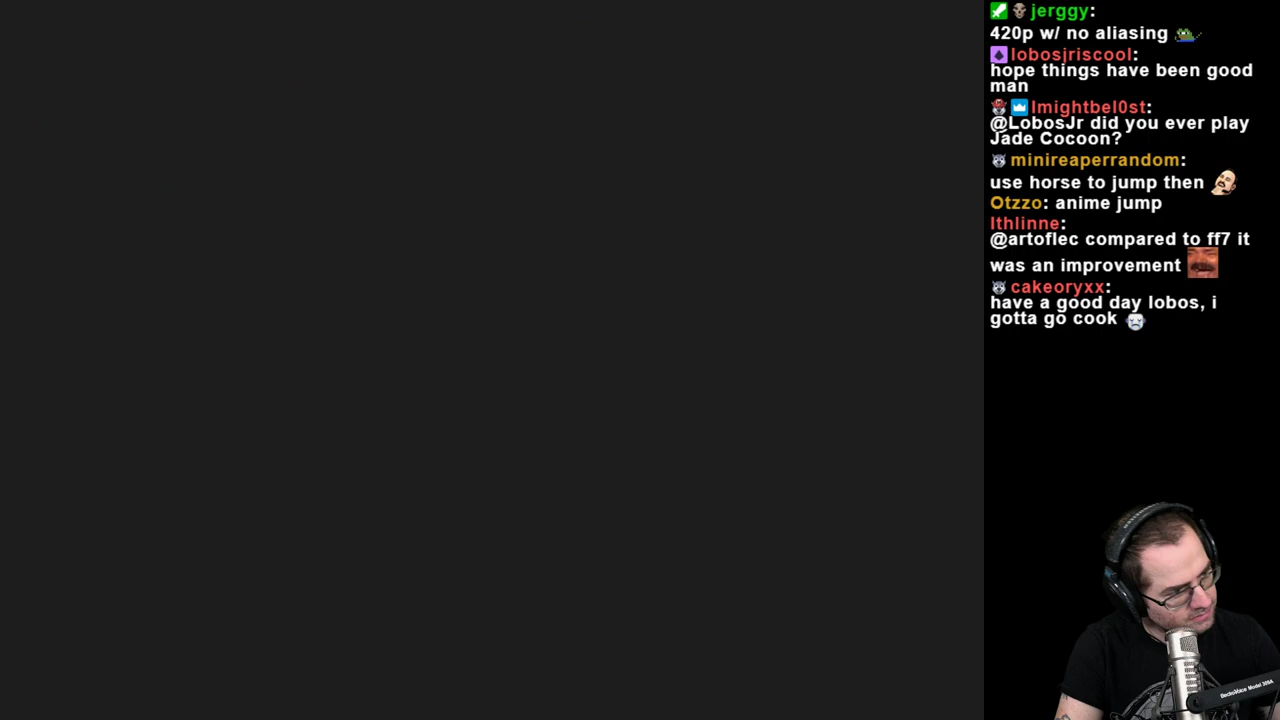 jerggy:
420p w/ no aliasing
lobosjriscool:
hope things have been good
man
Imightbel0st:
@LobosJr did you ever play
Jade Cocoon?
minireaperrandom:
use horse to jump then
Otzzo: anime jump
Ithlinne:
@artoflec compared to ff7 it
was an improvement
cakeoryxx:
have a good day lobos, i
gotta go cook